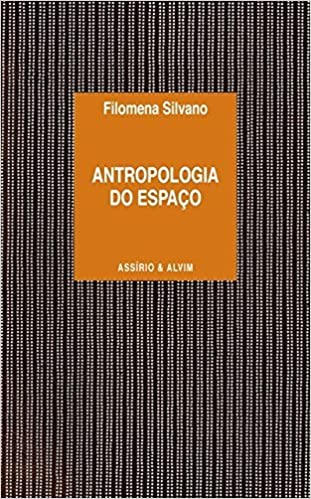 Filomena Silvano
ANTROPOLOGIA
DO ESPAÇO
ASSÍRIO & ALVIM